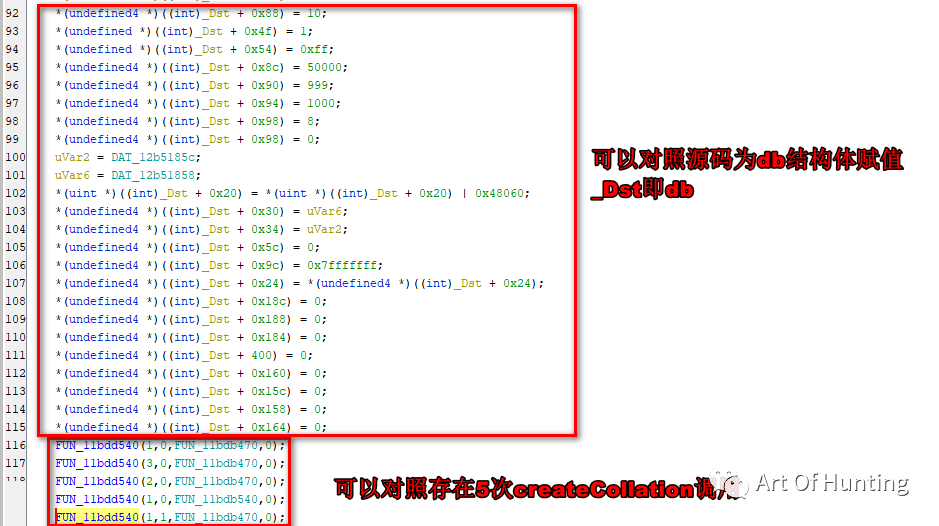 92 *(undefined4 *)((int)_Dst + 0x88) = 10;
93 *(undefined *)((int)_Dst + 0x4f) = 1;
94 *(undefined *)((int)_Dst + 0x54) = 0xff;
95 *(undefined4 *)((int)_Dst + 0x8c) = 50000;
96 *(undefined4 *)((int)_Dst + 0x90) = 999;
97 *(undefined4 *)((int)_Dst + 0x94) = 1000;
98 *(undefined4 *)((int)_Dst + 0x98) = 8;
99 *(undefined4 *)((int)_Dst + 0x98) = 0;
100 uVar2 = DAT_12b5185c;
101 uVar6 = DAT_12b51858;
102 *(uint *)((int)_Dst + 0x20) = *(uint *)((int)_Dst + 0x20) | 0x48060;
103 *(undefined4 *)((int)_Dst + 0x30) = uVar6;
104 *(undefined4 *)((int)_Dst + 0x34) = uVar2;
105 *(undefined4 *)((int)_Dst + 0x5c) = 0;
106 *(undefined4 *)((int)_Dst + 0x9c) = 0x7fffffff;
107 *(undefined4 *)((int)_Dst + 0x24) = *(undefined4 *)((int)_Dst + 0x24);
108 *(undefined4 *)((int)_Dst + 0x18c) = 0;
109 *(undefined4 *)((int)_Dst + 0x188) = 0;
110 *(undefined4 *)((int)_Dst + 0x184) = 0;
111 *(undefined4 *)((int)_Dst + 400) = 0;
112 *(undefined4 *)((int)_Dst + 0x160) = 0;
113 *(undefined4 *)((int)_Dst + 0x15c) = 0;
114 *(undefined4 *)((int)_Dst + 0x158) = 0;
115 *(undefined4 *)((int)_Dst + 0x164) = 0;
116 FUN_11bdd540(1,0,FUN_11bdb470,0);
117 FUN_11bdd540(3,0,FUN_11bdb470,0);
118 FUN_11bdd540(2,0,FUN_11bdb470,0);
FUN_11bdd540(1,0,FUN_11bdb540,0);
FUN_11bdd540(1,1,FUN_11bdb470,0);
可以对照源码为db结构体赋值
_Dst即db
可以对照存在5次createCollation调用
Art Of Hunting